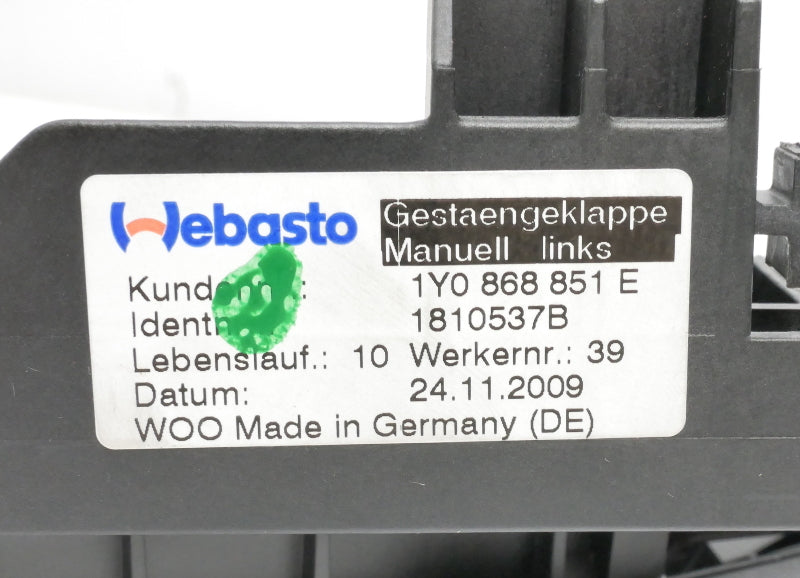 Webasto Gestaengeklappe
Manuell links
1Y0 868 851 E
1810537B
Lebenslauf.: 10 Werkernr.: 39
Datum: 24.11.2009
WOO Made in Germany (DE)